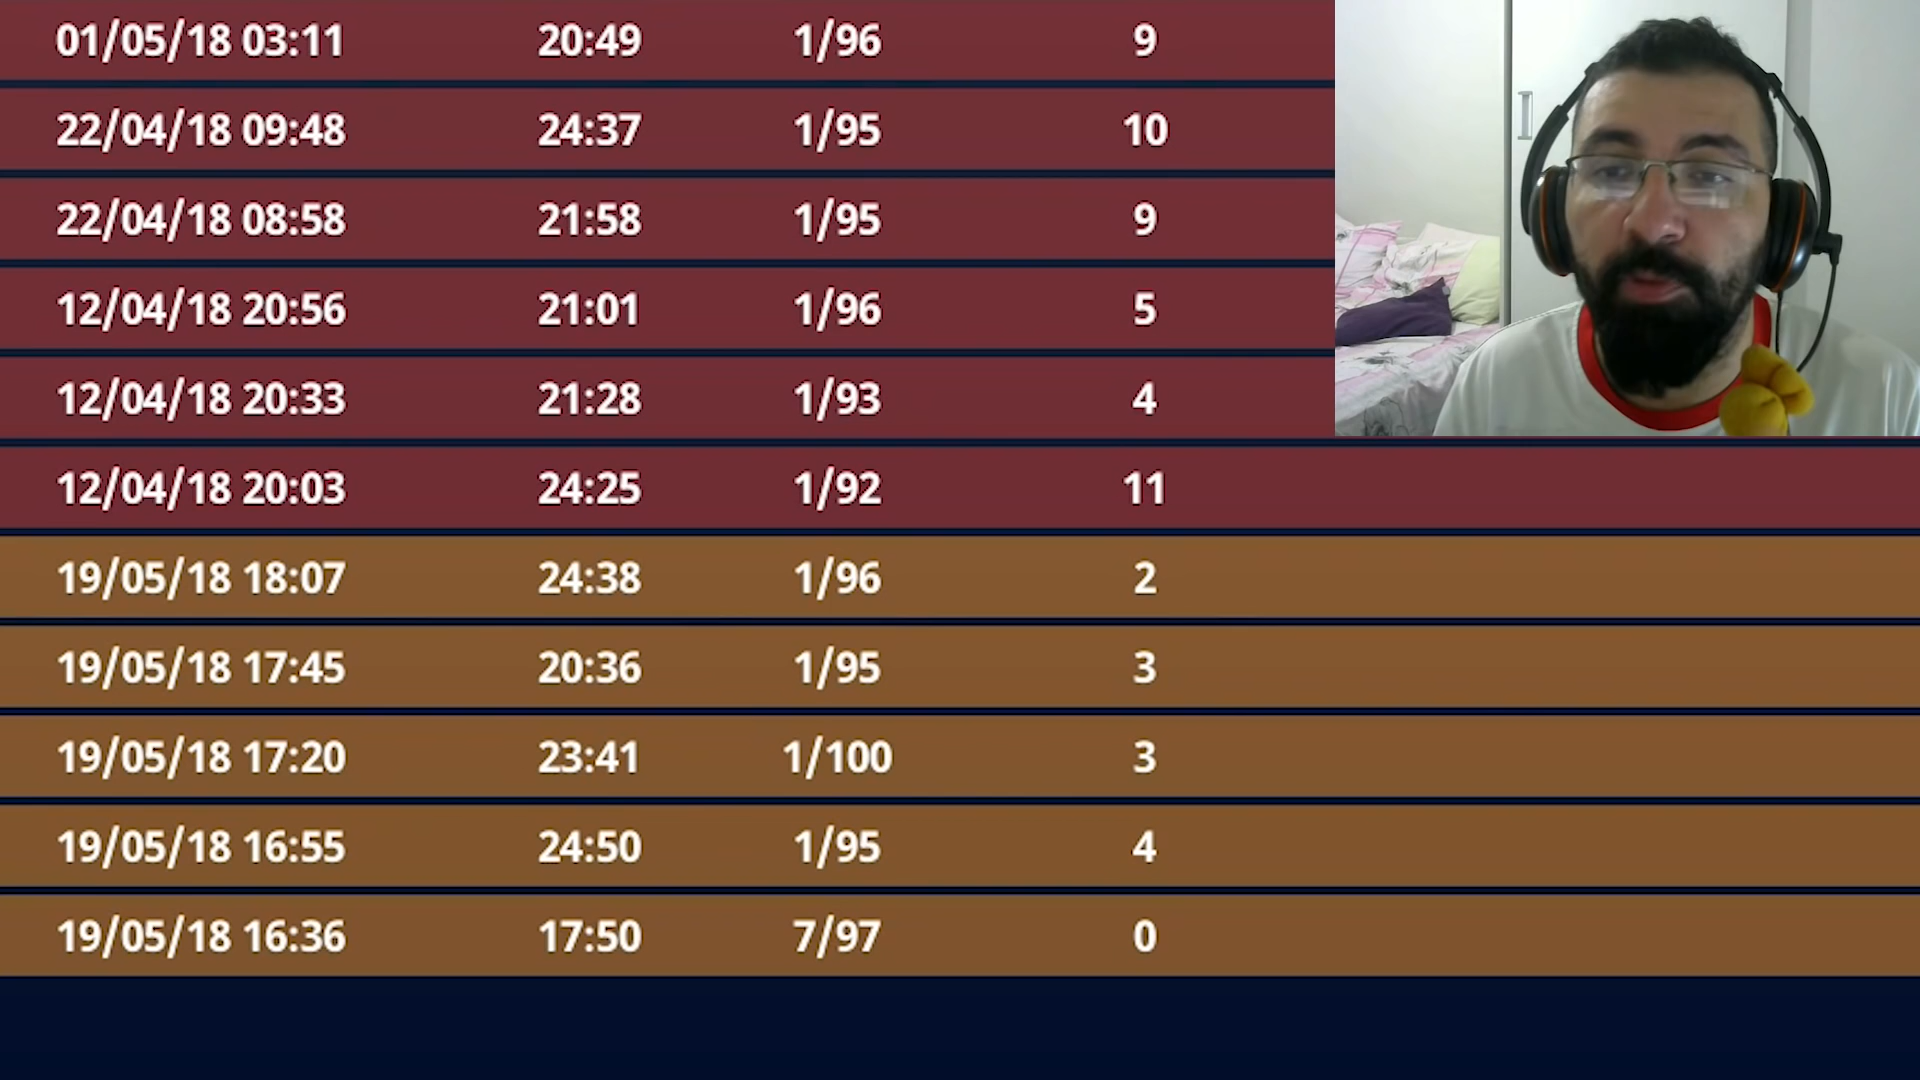 01/05/18 03:11 20:49 1/96 9
22/04/18 09:48 24:37 1/95 10
22/04/18 08:58 21:58 1/95 9
12/04/18 20:56 21:01 1/96 5
12/04/18 20:33 21:28 1/93 4
12/04/18 20:03 24:25 1/92 11
19/05/18 18:07 24:38 1/96 2
19/05/18 17:45 20:36 1/95 3
19/05/18 17:20 23:41 1/100 3
19/05/18 16:55 24:50 1/95 4
19/05/18 16:36 17:50 7/97 0